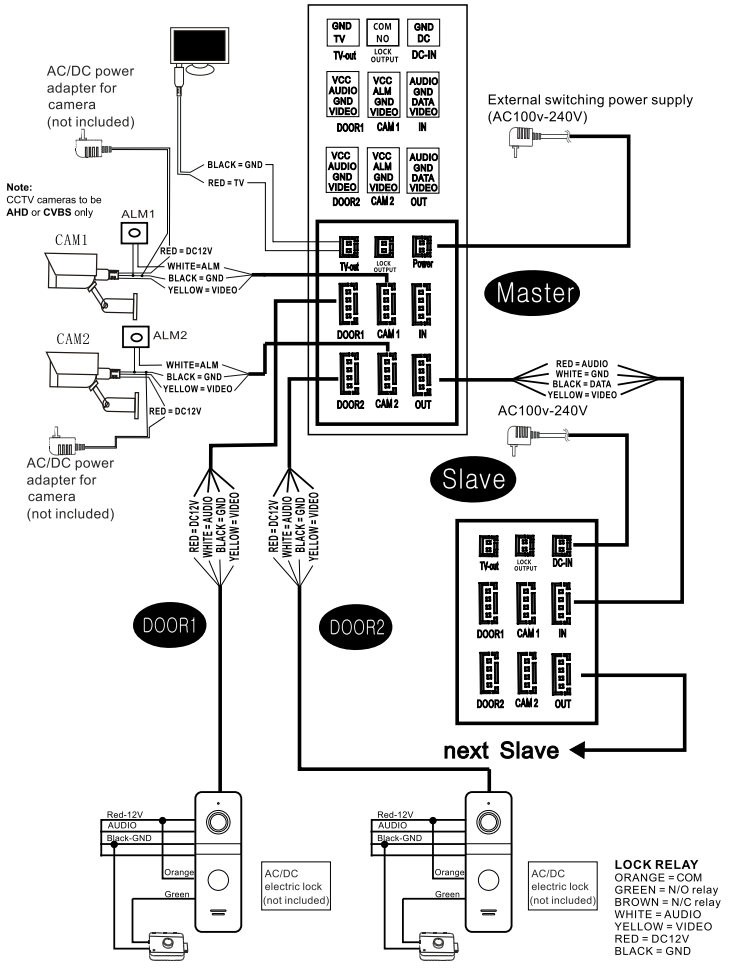 GND
TV
TV-out
COM
NO
LOCK
OUTPUT
GND
DC
DC-IN
VCC
AUDIO
GND
VIDEO
DOOR1
VCC
ALM
GND
VIDEO
CAM 1
AUDIO
GND
DATA
VIDEO
IN
VCC
AUDIO
GND
VIDEO
DOOR2
VCC
ALM
GND
VIDEO
CAM 2
AUDIO
GND
DATA
VIDEO
OUT
AC/DC power
adapter for
camera
(not included)
BLACK = GND
RED = TV
External switching power supply
(AC100v-240V)
Note:
CCTV cameras to be
AHD or CVBS only
ALM1
CAM1
RED = DC12V
WHITE=ALM
BLACK = GND
YELLOW = VIDEO
TV-out
LOCK
OUTPUT
Power
DOOR1
CAM 1
IN
DOOR2
CAM 2
OUT
Master
CAM2
ALM2
WHITE=ALM
BLACK = GND
YELLOW = VIDEO
RED = DC12V
AC/DC power
adapter for
camera
(not included)
RED = AUDIO
WHITE = GND
BLACK = DATA
YELLOW = VIDEO
AC100v-240V
Slave
RED = DC12V
WHITE = AUDIO
BLACK = GND
YELLOW = VIDEO
RED = DC12V
WHITE = AUDIO
BLACK = GND
YELLOW = VIDEO
TV-out
LOCK
OUTPUT
DC-IN
DOOR1
CAM 1
IN
DOOR2
CAM 2
OUT
DOOR1
DOOR2
next Slave
Red-12V
AUDIO
Black-GND
Orange
Green
AC/DC
electric lock
(not included)
Red-12V
AUDIO
Black-GND
Orange
Green
AC/DC
electric lock
(not included)
LOCK RELAY
ORANGE = COM
GREEN = N/O relay
BROWN = N/C relay
WHITE = AUDIO
YELLOW = VIDEO
RED = DC12V
BLACK = GND